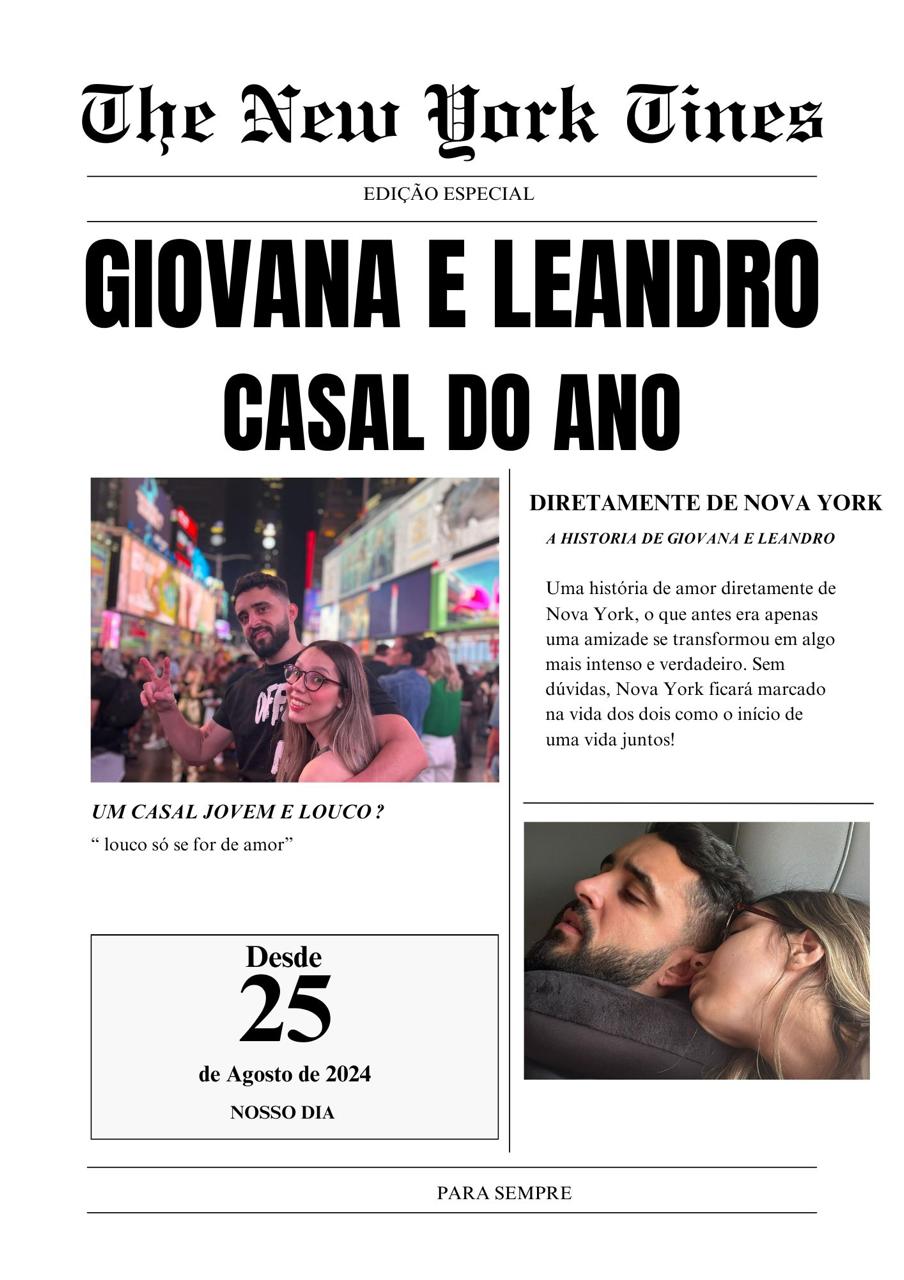 The New York Tines
EDIÇÃO ESPECIAL
GIOVANA E LEANDRO
CASAL DO ANO
UM CASAL JOVEM E LOUCO ?
“ louco só se for de amor”
Desde
25
de Agosto de 2024
NOSSO DIA
DIRETAMENTE DE NOVA YORK
A HISTORIA DE GIOVANA E LEANDRO
Uma história de amor diretamente de
Nova York, o que antes era apenas
uma amizade se transformou em algo
mais intenso e verdadeiro. Sem
dúvidas, Nova York ficará marcado
na vida dos dois como o início de
uma vida juntos!
PARA SEMPRE